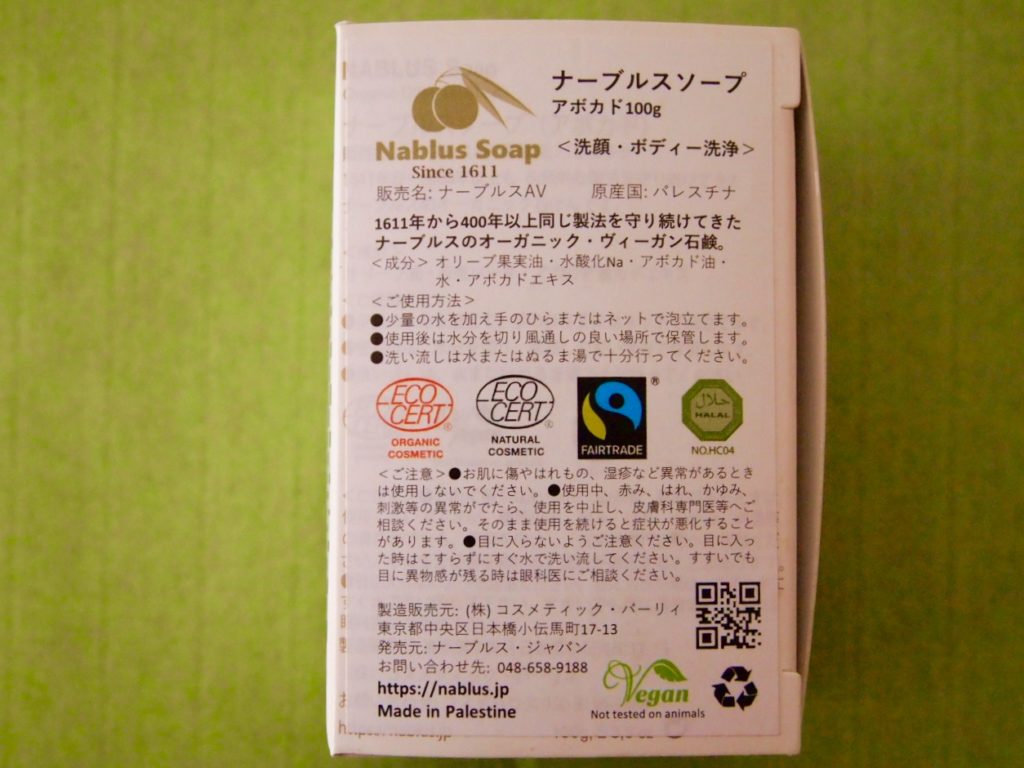 ナーブルスソープ
アボカド100g
Nablus Soap
Since 1611
<洗顔・ボディー洗浄>
販売名: ナーブルスAV 原産国: パレスチナ
1611年から400年以上同じ製法を守り続けてきた
ナーブルスのオーガニック・ヴィーガン石鹸。
<成分> オリーブ果実油・水酸化Na・アボカド油・
水・アボカドエキス
<ご使用方法>
●少量の水を加え手のひらまたはネットで泡立てます。
●使用後は水分を切り風通しの良い場所で保管します。
●洗い流しは水またはぬるま湯で十分行ってください。
ECO CERT®
ORGANIC
COSMETIC
ECO CERT®
NATURAL
COSMETIC
FAIRTRADE ®
حلال
HALAL
NO.HC04
<ご注意>●お肌に傷やはれもの、湿疹など異常があるとき
は使用しないでください。●使用中、赤み、はれ、かゆみ、
刺激等の異常がでたら、使用を中止し、皮膚科専門医等へご
相談ください。そのまま使用を続けると症状が悪化すること
があります。●目に入らないようご注意ください。目に入っ
た時はこすらずにすぐ水で洗い流してください。すすいでも
目に異物感が残る時は眼科医にご相談ください。
製造販売元: (株) コスメティック・パーリィ
東京都中央区日本橋小伝馬町17-13
発売元: ナーブルス・ジャパン
お問い合わせ先: 048-658-9188
https://nablus.jp
Made in Palestine
Vegan
Not tested on animals